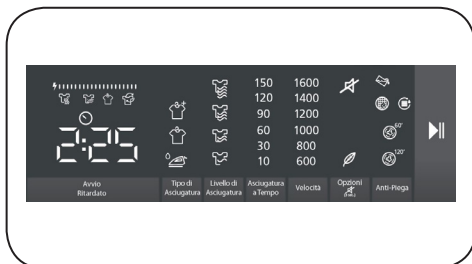 150 1600
120 1400
90 1200
60 1000 60°
2:25 30 800
10 600 120°
Avvio Ritardato
Tipo di Asciugatura
Livello di Asciugatura
Asciugatura a Tempo
Velocità
Opzioni
Anti-Piega